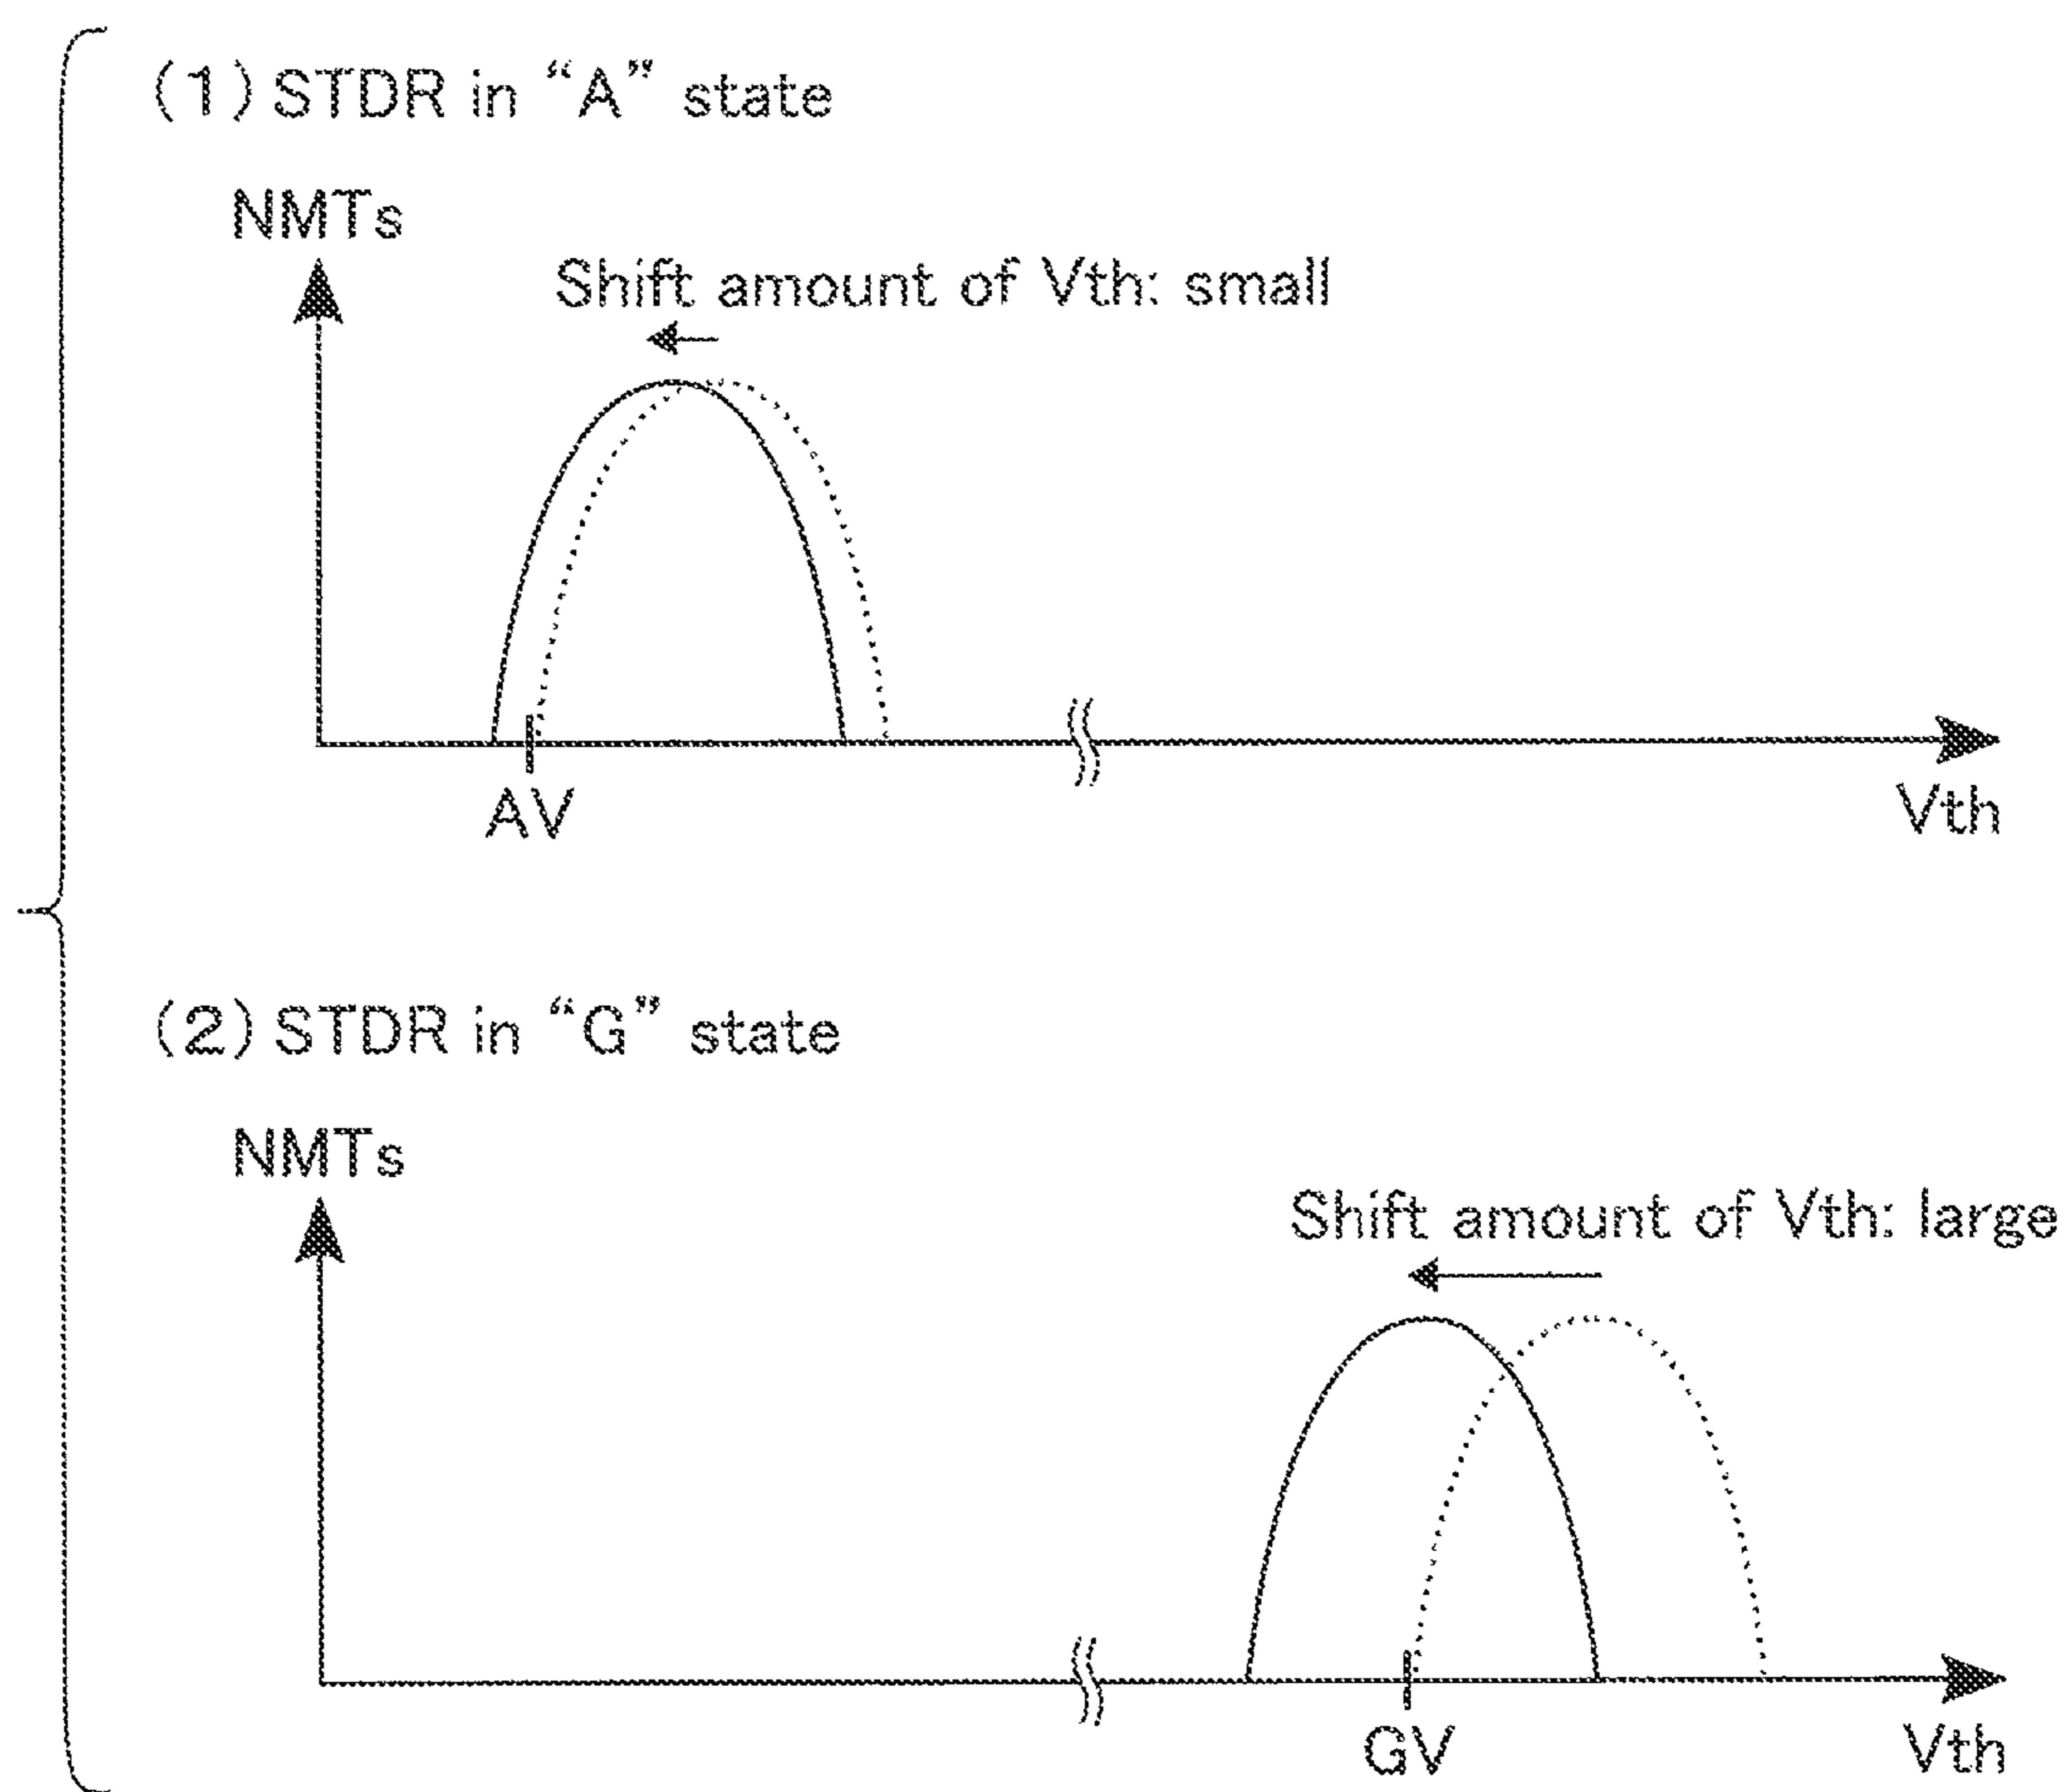 (1) STDR in “A” state
NMTs
Shift amount of Vth: small
AV
Vth
(2) STDR in “G” state
NMTs
Shift amount of Vth: large
GV
Vth